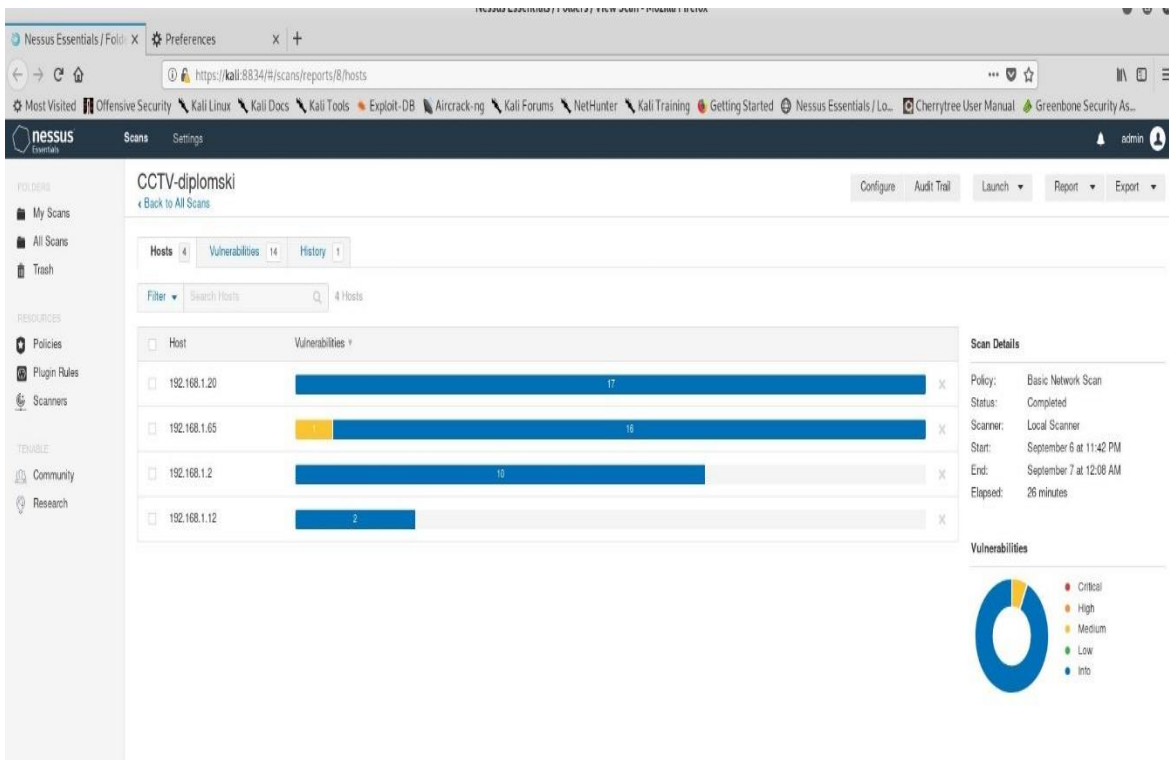 Nessus Essentials / Folders / View Scan - Mozilla Firefox
Nessus Essentials / Folde × Preferences × +
https://kali:8834/#/scans/reports/8/hosts
Most Visited Offensive Security Kali Linux Kali Docs Kali Tools Exploit-DB Aircrack-ng Kali Forums NetHunter Kali Training Getting Started Nessus Essentials / Lo... Cherrytree User Manual Greenbone Security As...
nessus Essentials Scans Settings admin
FOLDERS
My Scans
All Scans
Trash
RESOURCES
Policies
Plugin Rules
Scanners
TENABLE
Community
Research
CCTV-diplomski
‹ Back to All Scans
Configure Audit Trail Launch Report Export
Hosts 4 Vulnerabilities 14 History 1
Filter Search Hosts 4 Hosts
Host Vulnerabilities
192.168.1.20 17
192.168.1.65 1 16
192.168.1.2 10
192.168.1.12 2
Scan Details
Policy: Basic Network Scan
Status: Completed
Scanner: Local Scanner
Start: September 6 at 11:42 PM
End: September 7 at 12:08 AM
Elapsed: 26 minutes
Vulnerabilities
Critical
High
Medium
Low
Info